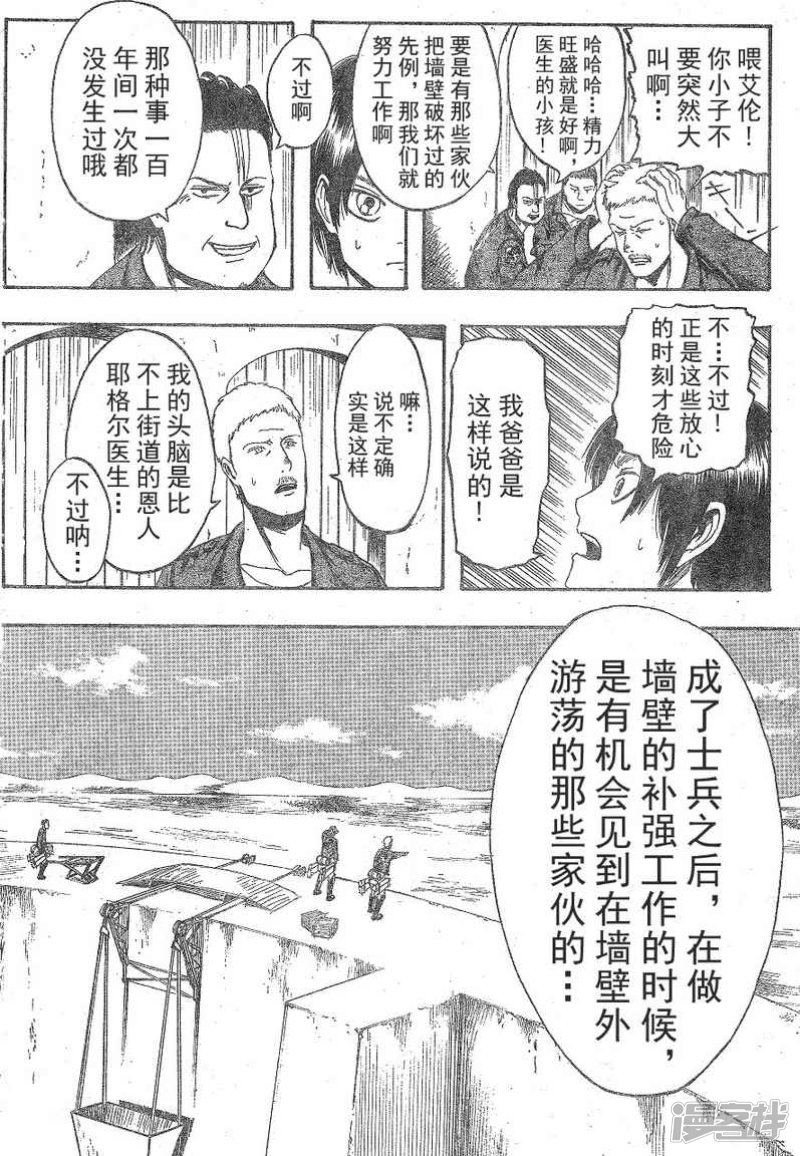 喂艾伦！
你小子不
要突然大
叫啊…
哈哈哈…精力
旺盛就是好啊，
医生的小孩！
要是有那些家伙
把墙壁破坏过的
先例，那我们就
努力工作啊
不过啊
那种事一百
年间一次都
没发生过哦
不…不过！
正是这些放心
的时刻才危险
我爸爸是
这样说的！
嘛…
说不定确
实是这样
我的头脑是比
不上街道的恩人
耶格尔医生…
不过呐…
成了士兵之后，在做
墙壁的补强工作的时候，
是有机会见到在墙壁外
游荡的那些家伙的…
漫客栈